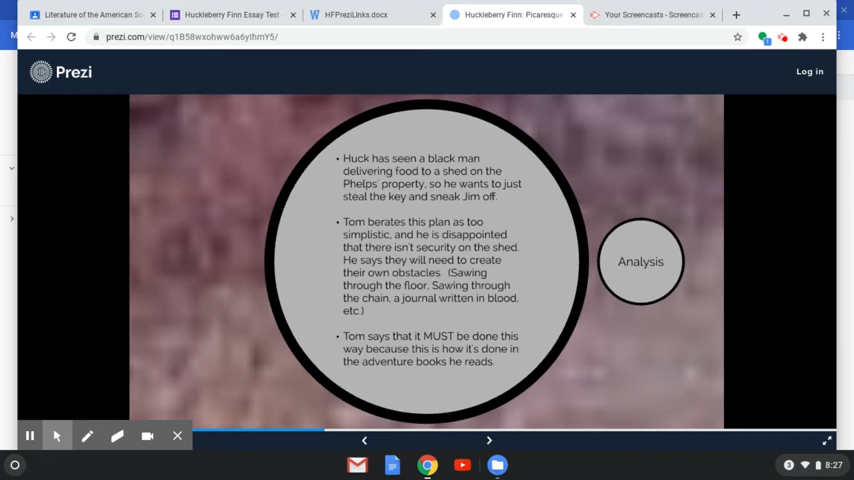 Literature of the American So
Huckleberry Finn Essay Test -
HFPreziLInks.docx
Huckleberry Finn: Picaresque
Your Screencasts - Screencas
prezi.com/view/q1B58wxohww6a6yIhmY5/
Prezi
Log in
• Huck has seen a black man
delivering food to a shed on the
Phelps' property, so he wants to just
steal the key and sneak Jim off.
• Tom berates this plan as too
simplistic, and he is disappointed
that there isn't security on the shed.
He says they will need to create
their own obstacles. (Sawing
through the floor, Sawing through
the chain, a journal written in blood,
etc.)
• Tom says that it MUST be done this
way because this is how it's done in
the adventure books he reads.
Analysis
3
8:27